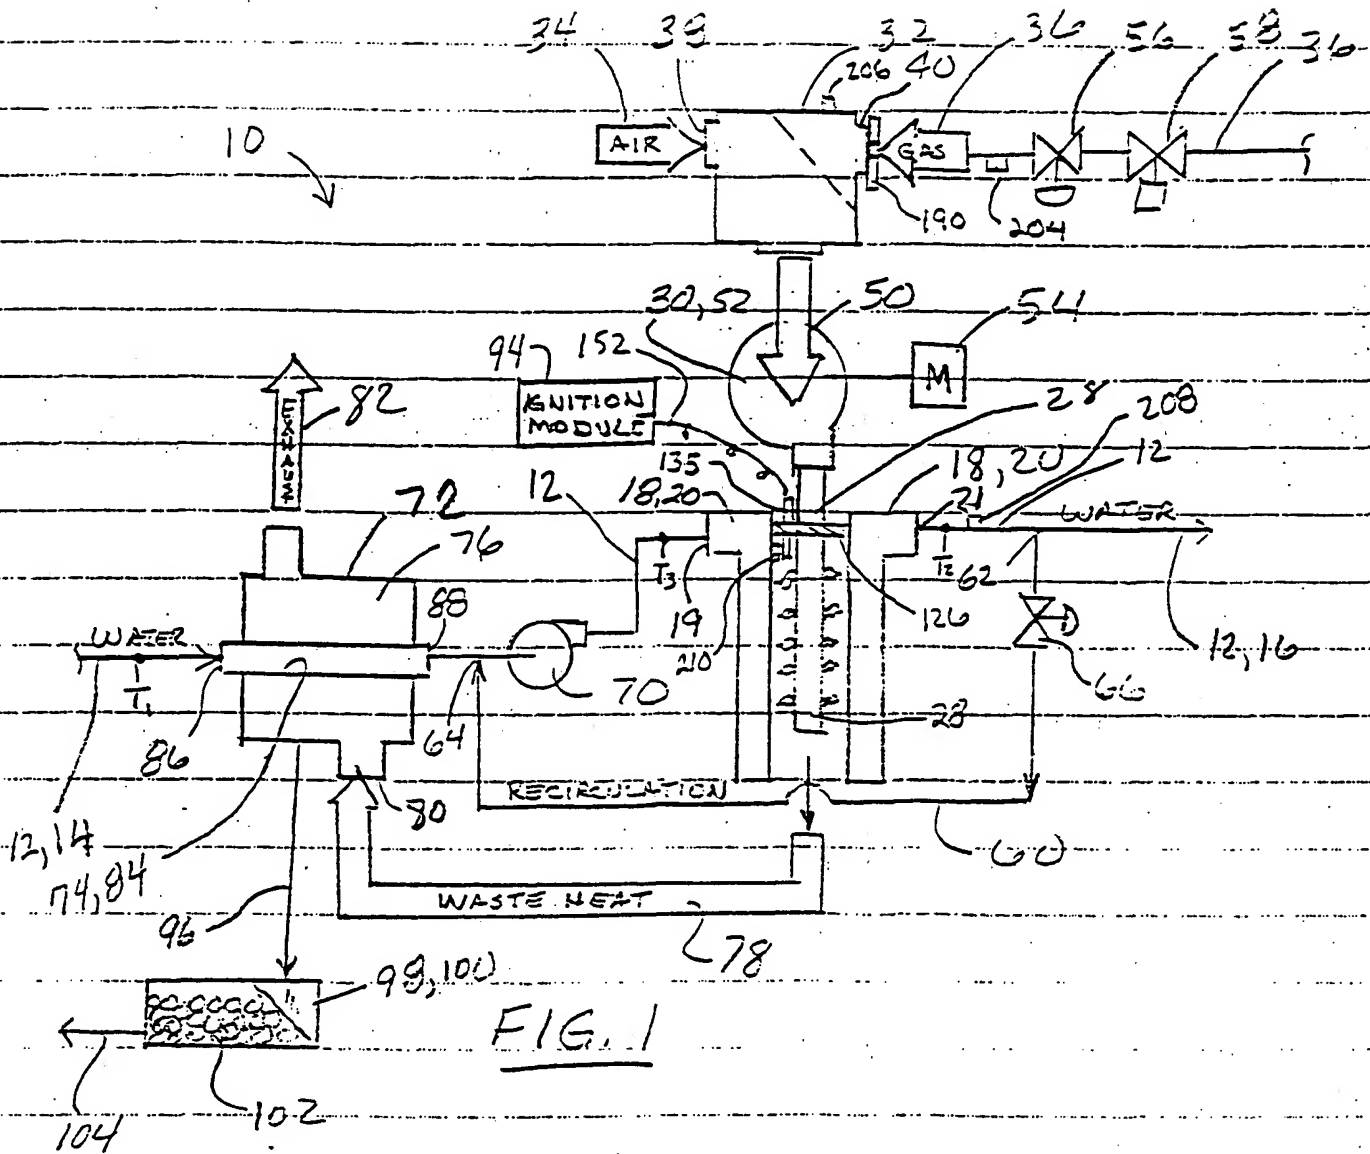 34 38 32 36 56 58 36
206 40
AIR GAS
10
190 204
30,52 50 54
94 152
M
IGNITION
MODULE
28 208
82
EXHAUST
135 18,20 12
72 12 18,20 21
WATER
76
T3 T2 62
88 19 126
WATER
210 12,16
T1 70 66
86 64 28
RECIRCULATION
80
12,14 60
74,84
WASTE HEAT
96
78
98,100
FIG. 1
102
104